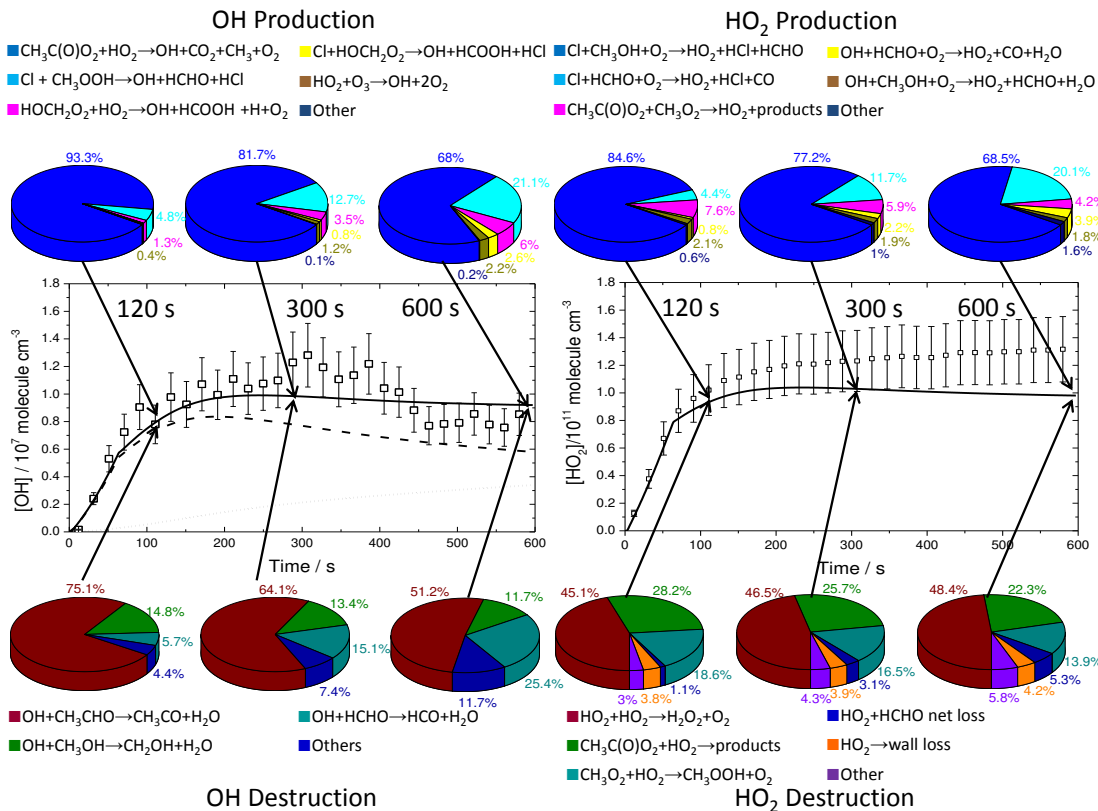 OH Production
HO₂ Production
CH₃C(O)O₂+HO₂→OH+CO₂+CH₃+O₂
Cl+HOCH₂O₂→OH+HCOOH+HCl
Cl + CH₃OOH→OH+HCHO+HCl
HO₂+O₃→OH+2O₂
HOCH₂O₂+HO₂→OH+HCOOH +H+O₂
Other
Cl+CH₃OH+O₂→HO₂+HCl+HCHO
OH+HCHO+O₂→HO₂+CO+H₂O
Cl+HCHO+O₂→HO₂+HCl+CO
OH+CH₃OH+O₂→HO₂+HCHO+H₂O
CH₃C(O)O₂+CH₃O₂→HO₂+products
Other
93.3%
4.8%
1.3%
0.4%
81.7%
12.7%
3.5%
0.8%
1.2%
0.1%
68%
21.1%
6%
2.6%
2.2%
0.2%
84.6%
4.4%
7.6%
0.8%
2.1%
0.6%
77.2%
11.7%
5.9%
2.2%
1.9%
1%
68.5%
20.1%
4.2%
3.9%
1.8%
1.6%
120 s
300 s
600 s
[OH] / 10⁷ molecule cm⁻³
1.8
1.6
1.4
1.2
1.0
0.8
0.6
0.4
0.2
0.0
0 100 200 300 400 500 600
Time / s
120 s
300 s
600 s
[HO₂]/10¹¹ molecule cm⁻³
1.8
1.6
1.4
1.2
1.0
0.8
0.6
0.4
0.2
0.0
0 100 200 300 400 500 600
Time / s
75.1%
14.8%
5.7%
4.4%
64.1%
13.4%
15.1%
7.4%
51.2%
11.7%
25.4%
11.7%
45.1%
28.2%
18.6%
1.1%
3.8%
3%
46.5%
25.7%
16.5%
3.1%
3.9%
4.3%
48.4%
22.3%
13.9%
5.3%
4.2%
5.8%
OH+CH₃CHO→CH₃CO+H₂O
OH+HCHO→HCO+H₂O
OH+CH₃OH→CH₂OH+H₂O
Others
HO₂+HO₂→H₂O₂+O₂
HO₂+HCHO net loss
CH₃C(O)O₂+HO₂→products
HO₂→wall loss
CH₃O₂+HO₂→CH₃OOH+O₂
Other
OH Destruction
HO₂ Destruction